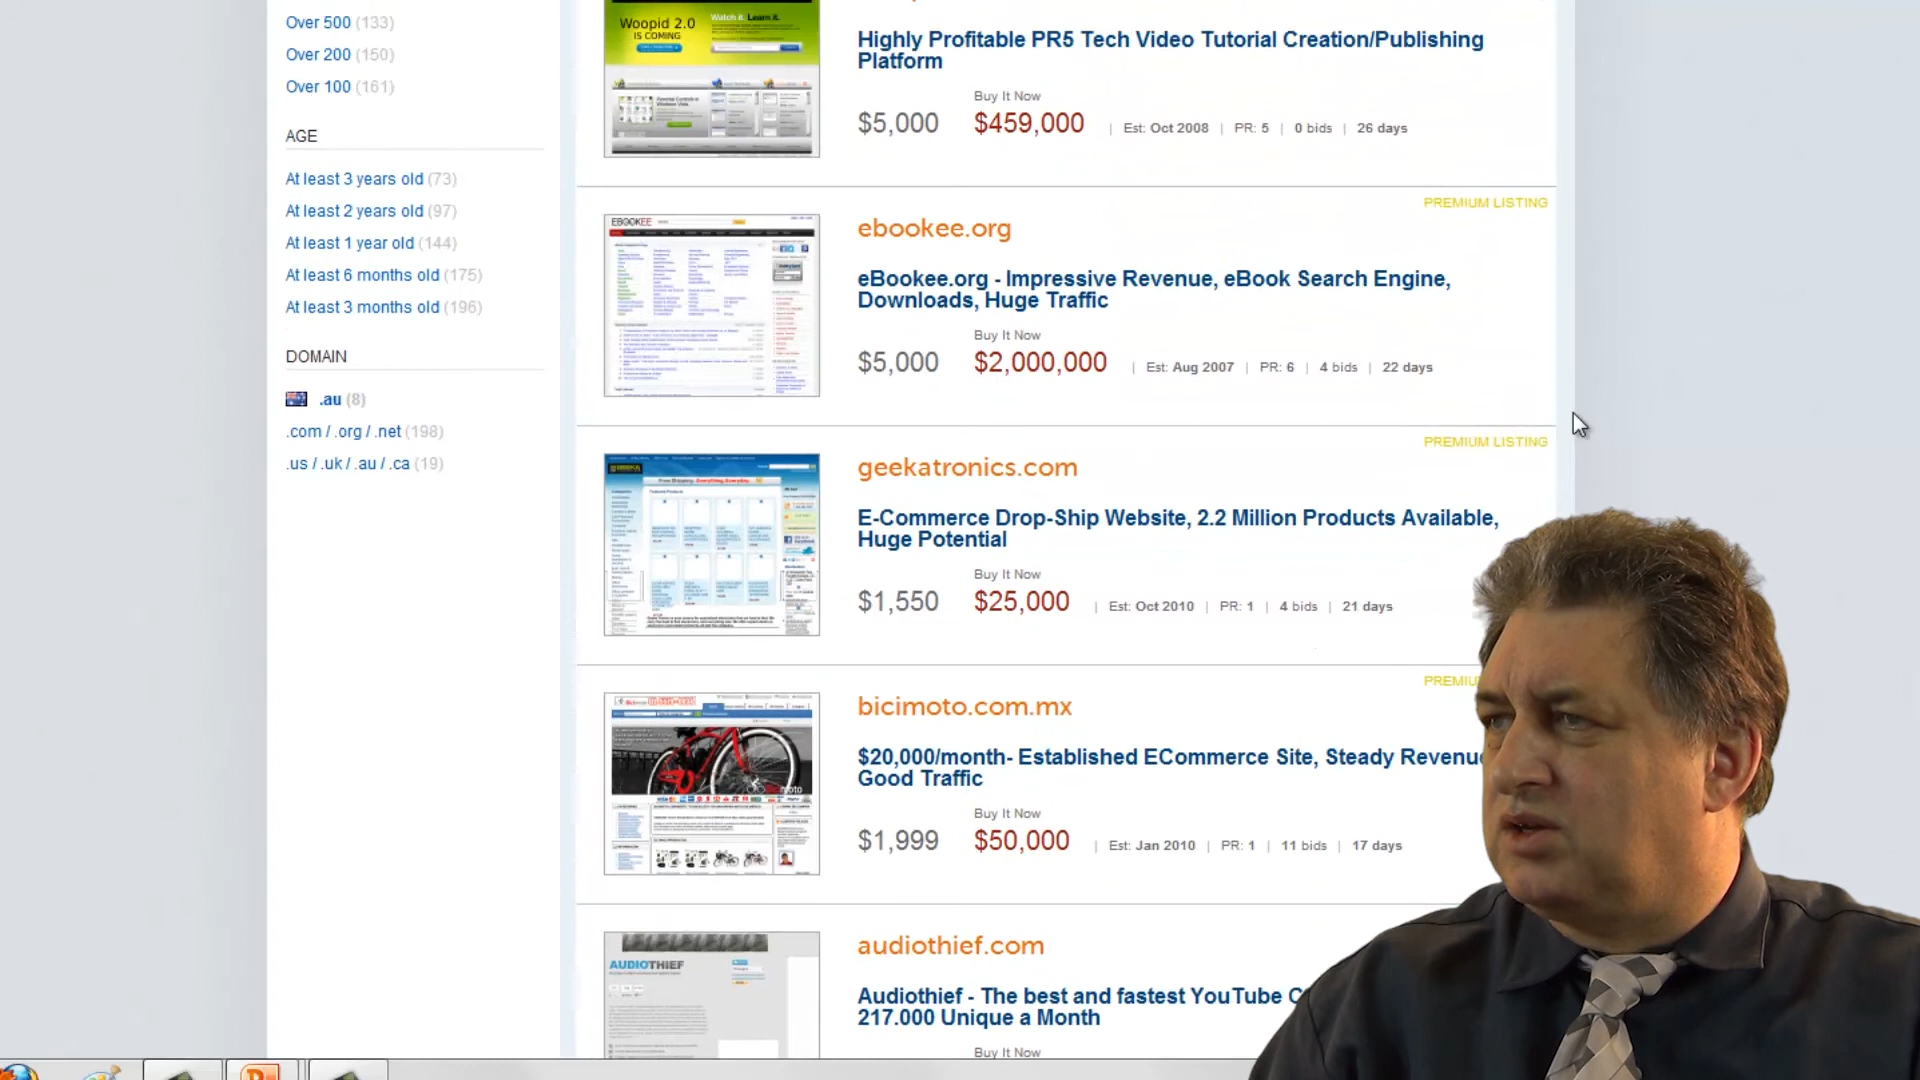 Over 500 (133)
Over 200 (150)
Over 100 (161)
AGE
At least 3 years old (73)
At least 2 years old (97)
At least 1 year old (144)
At least 6 months old (175)
At least 3 months old (196)
DOMAIN
.au (8)
.com / .org / .net (198)
.us / .uk / .au / .ca (19)
Woopid 2.0
IS COMING
Watch it. Learn it.
Highly Profitable PR5 Tech Video Tutorial Creation/Publishing
Platform
Buy It Now
$5,000 $459,000 | Est: Oct 2008 | PR: 5 | 0 bids | 26 days
PREMIUM LISTING
EBOOKEE
ebookee.org
eBookee.org - Impressive Revenue, eBook Search Engine,
Downloads, Huge Traffic
Buy It Now
$5,000 $2,000,000 | Est: Aug 2007 | PR: 6 | 4 bids | 22 days
PREMIUM LISTING
geekatronics.com
E-Commerce Drop-Ship Website, 2.2 Million Products Available,
Huge Potential
Buy It Now
$1,550 $25,000 | Est: Oct 2010 | PR: 1 | 4 bids | 21 days
bicimoto.com.mx
$20,000/month- Established ECommerce Site, Steady Revenue
Good Traffic
Buy It Now
$1,999 $50,000 | Est: Jan 2010 | PR: 1 | 11 bids | 17 days
AUDIOTHIEF
audiothief.com
Audiothief - The best and fastest YouTube
217.000 Unique a Month
Buy It Now